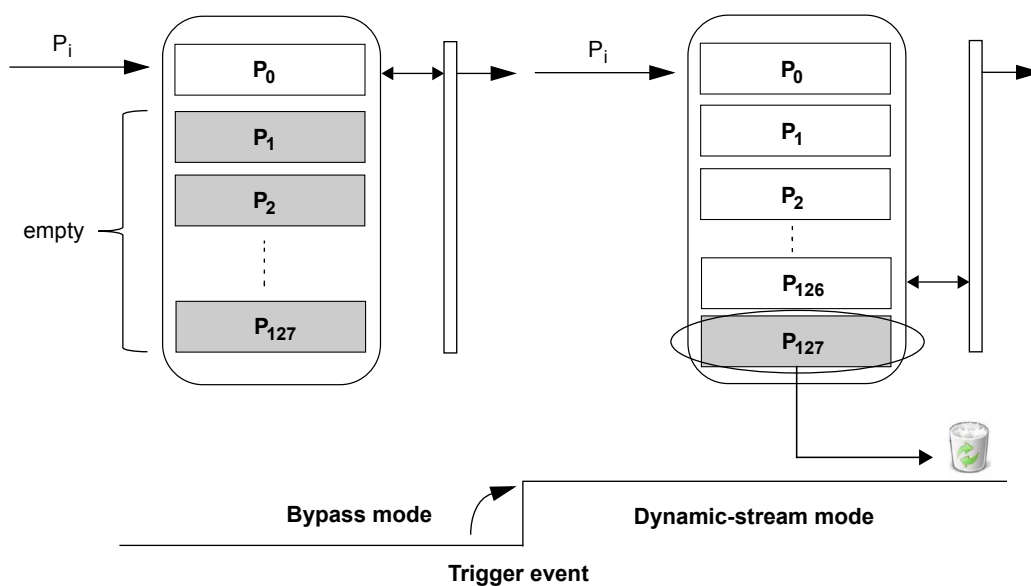 Pi
P0
P1
P2
empty
P127
Pi
P0
P1
P2
P126
P127
Bypass mode
Dynamic-stream mode
Trigger event